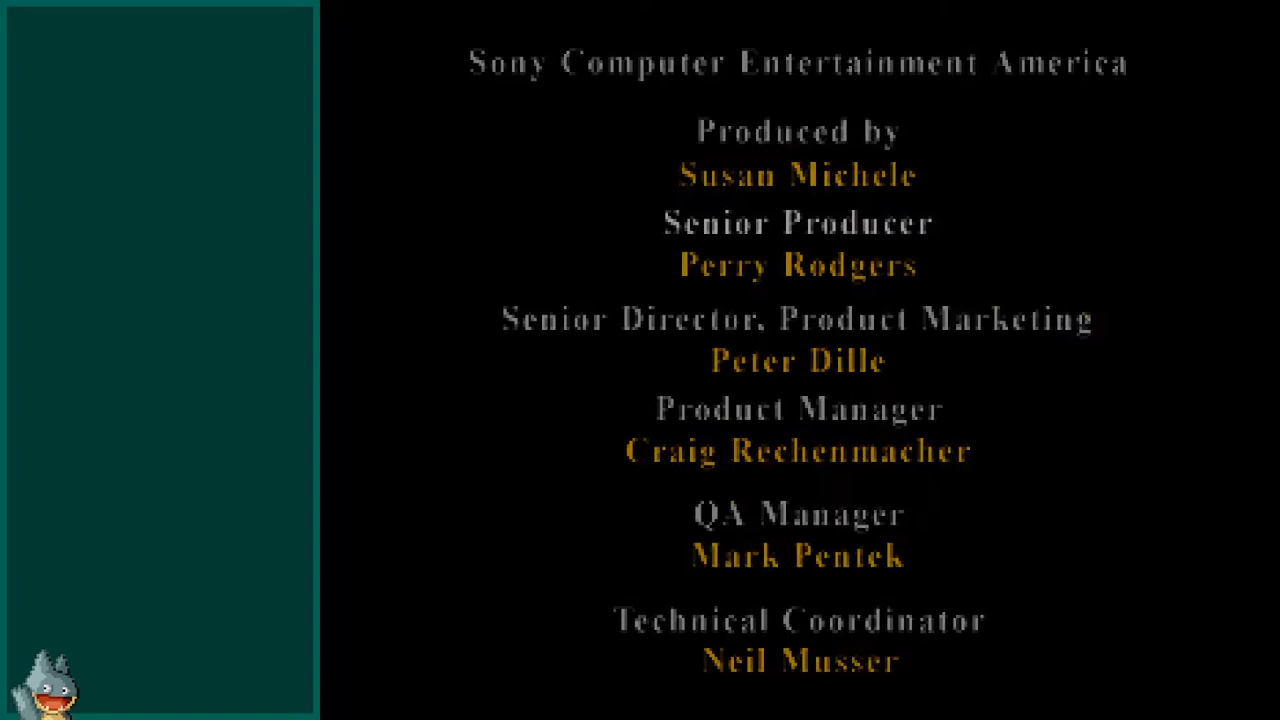 Sony Computer Entertainment America
Produced by
Susan Michele
Senior Producer
Perry Rodgers
Senior Director, Product Marketing
Peter Dille
Product Manager
Craig Rechenmacher
QA Manager
Mark Pentek
Technical Coordinator
Neil Musser